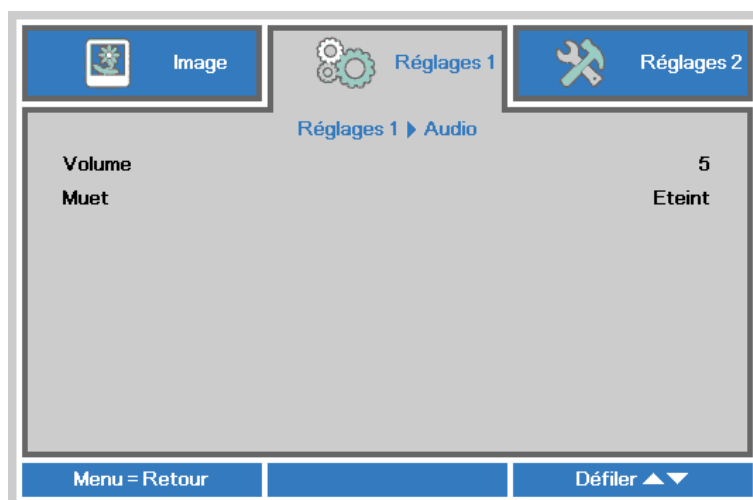 Image
Réglages 1
Réglages 2
Réglages 1 ▶ Audio
Volume 5
Muet Eteint
Menu = Retour
Défiler ▲▼